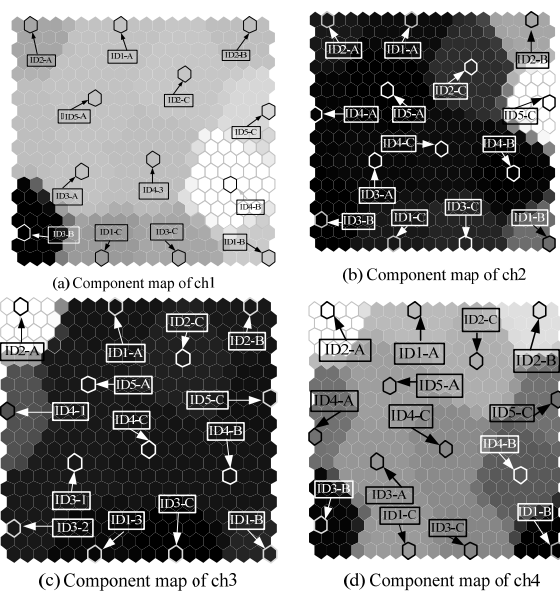 ID2-A
ID1-A
ID2-B
ID2-C
ID5-A
ID5-C
ID3-A
ID4-3
ID4-B
ID3-B
ID1-C
ID3-C
ID1-B
(a) Component map of ch1
ID2-A
ID1-A
ID2-B
ID2-C
ID4-A
ID5-A
ID5-C
ID4-C
ID4-B
ID3-A
ID3-B
ID1-C
ID3-C
ID1-B
(b) Component map of ch2
ID2-A
ID1-A
ID2-C
ID2-B
ID5-A
ID4-1
ID5-C
ID4-C
ID4-B
ID3-1
ID3-2
ID1-3
ID3-C
ID1-B
(c) Component map of ch3
ID2-A
ID1-A
ID2-C
ID2-B
ID5-A
ID4-A
ID4-C
ID5-C
ID4-B
ID3-B
ID3-A
ID1-C
ID3-C
ID1-B
(d) Component map of ch4